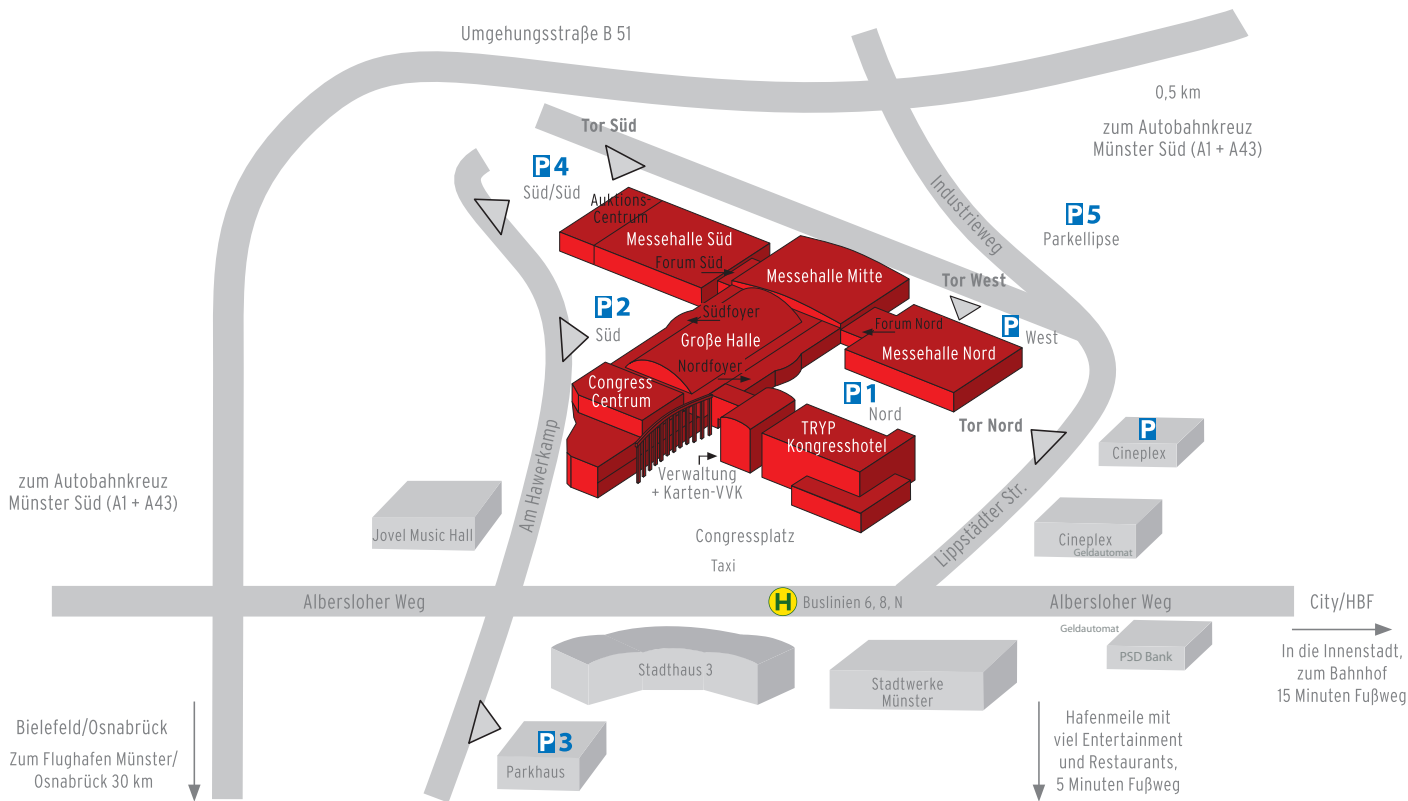 Umgehungsstraße B 51
0,5 km
zum Autobahnkreuz
Münster Süd (A1 + A43)
Tor Süd
P 4
Süd/Süd
Industrieweg
P 5
Parkellipse
Auktions-
Centrum
Messehalle Süd
Forum Süd
Messehalle Mitte
Tor West
P 2
Süd
Südfoyer
Große Halle
Forum Nord
P
West
Messehalle Nord
Nordfoyer
Congress
Centrum
P 1
Nord
TRYP
Kongresshotel
Tor Nord
P
Cineplex
Verwaltung
+ Karten-VVK
Am Hawerkamp
zum Autobahnkreuz
Münster Süd (A1 + A43)
Jovel Music Hall
Congressplatz
Taxi
Lippstädter Str.
Cineplex
Geldautomat
Albersloher Weg
H Buslinien 6, 8, N
Albersloher Weg
City/HBF
Geldautomat
PSD Bank
In die Innenstadt,
zum Bahnhof
15 Minuten Fußweg
Stadthaus 3
Stadtwerke
Münster
Bielefeld/Osnabrück
Zum Flughafen Münster/
Osnabrück 30 km
P 3
Parkhaus
Hafenmeile mit
viel Entertainment
und Restaurants,
5 Minuten Fußweg